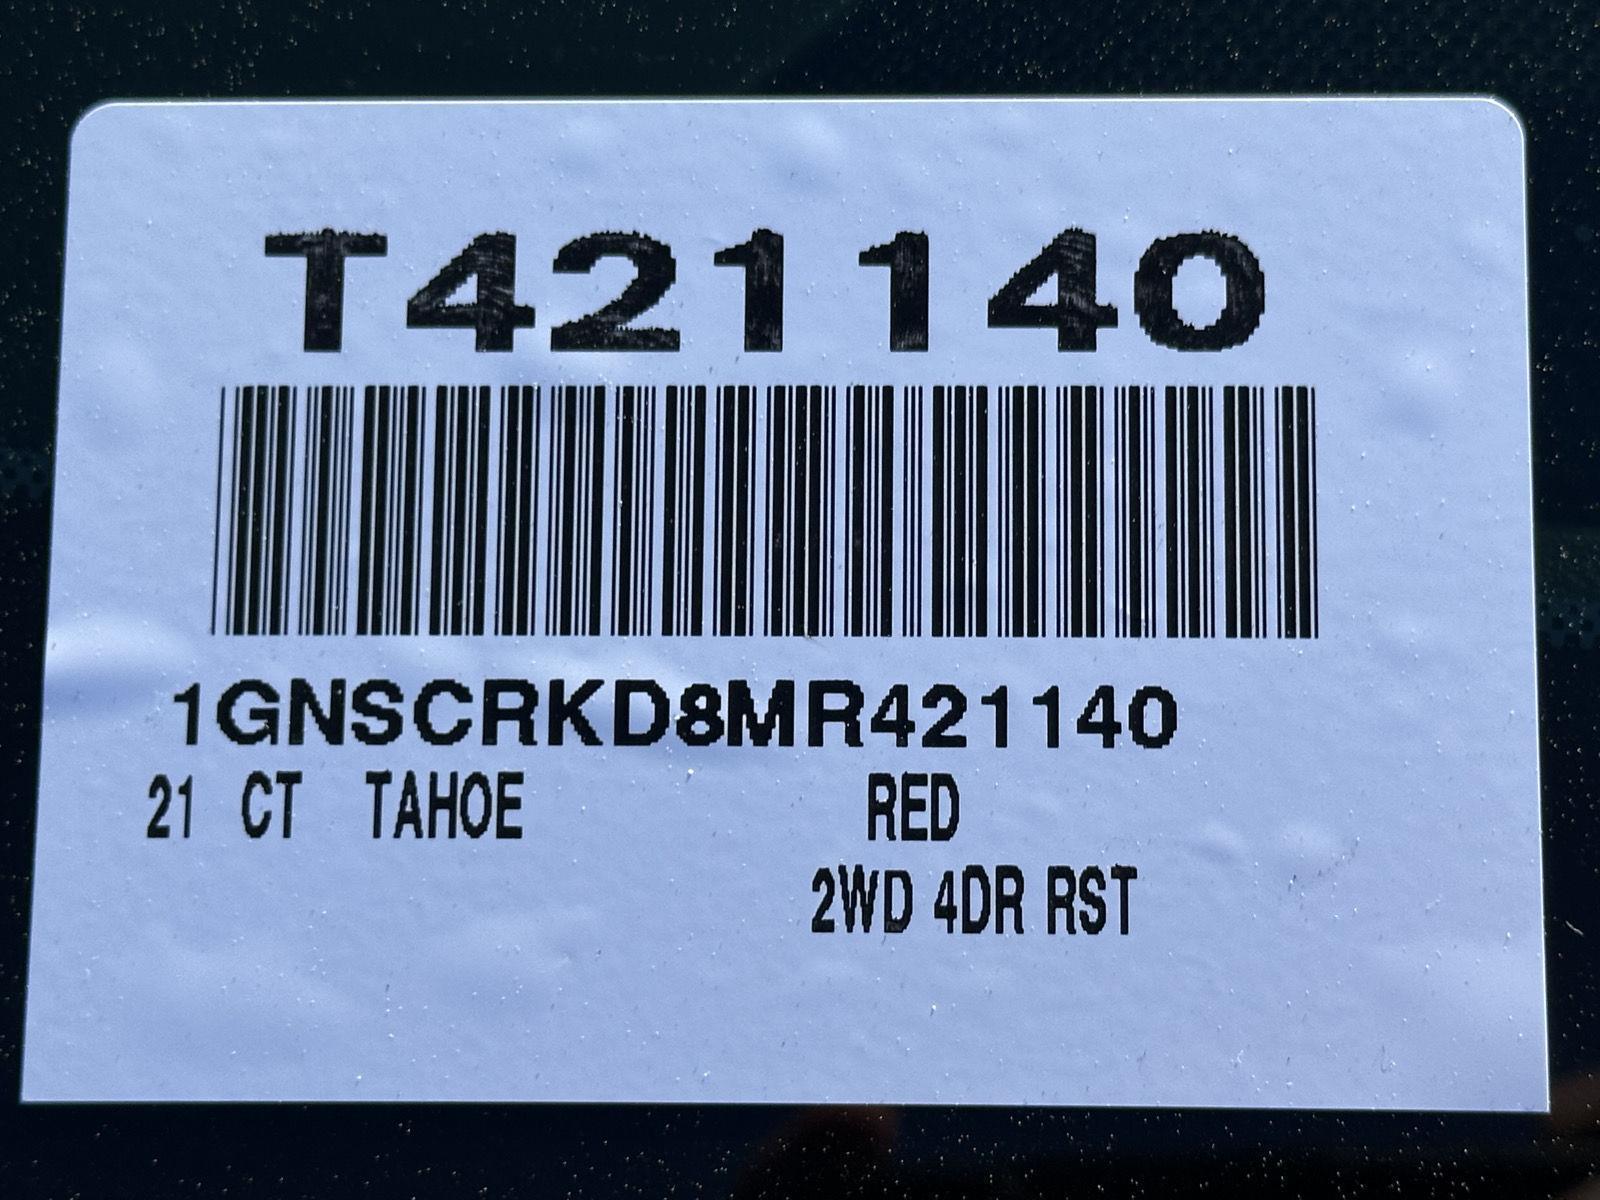 T421140
1GNSCRKD8MR421140
21 CT TAHOE RED
2WD 4DR RST